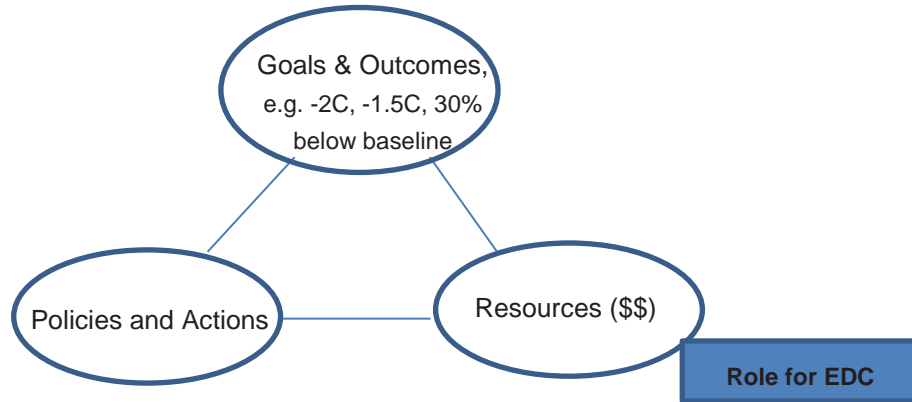 Goals & Outcomes,
e.g. -2C, -1.5C, 30%
below baseline
Policies and Actions
Resources ($$)
Role for EDC